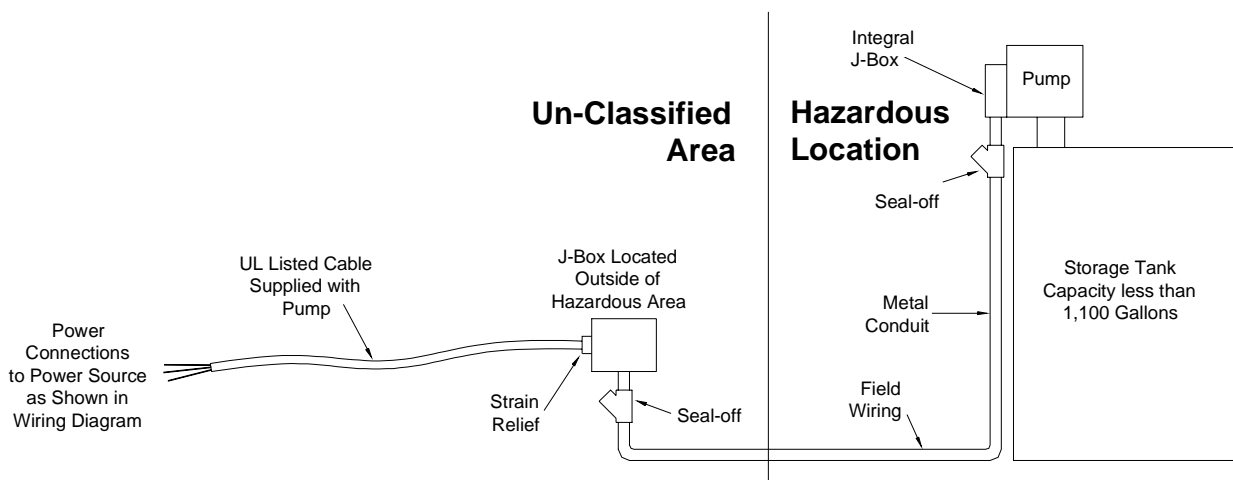 Un-Classified
Area
Hazardous
Location
Integral
J-Box
Pump
Seal-off
UL Listed Cable
Supplied with
Pump
J-Box Located
Outside of
Hazardous Area
Storage Tank
Capacity less than
1,100 Gallons
Metal
Conduit
Power
Connections
to Power Source
as Shown in
Wiring Diagram
Strain
Relief
Seal-off
Field
Wiring